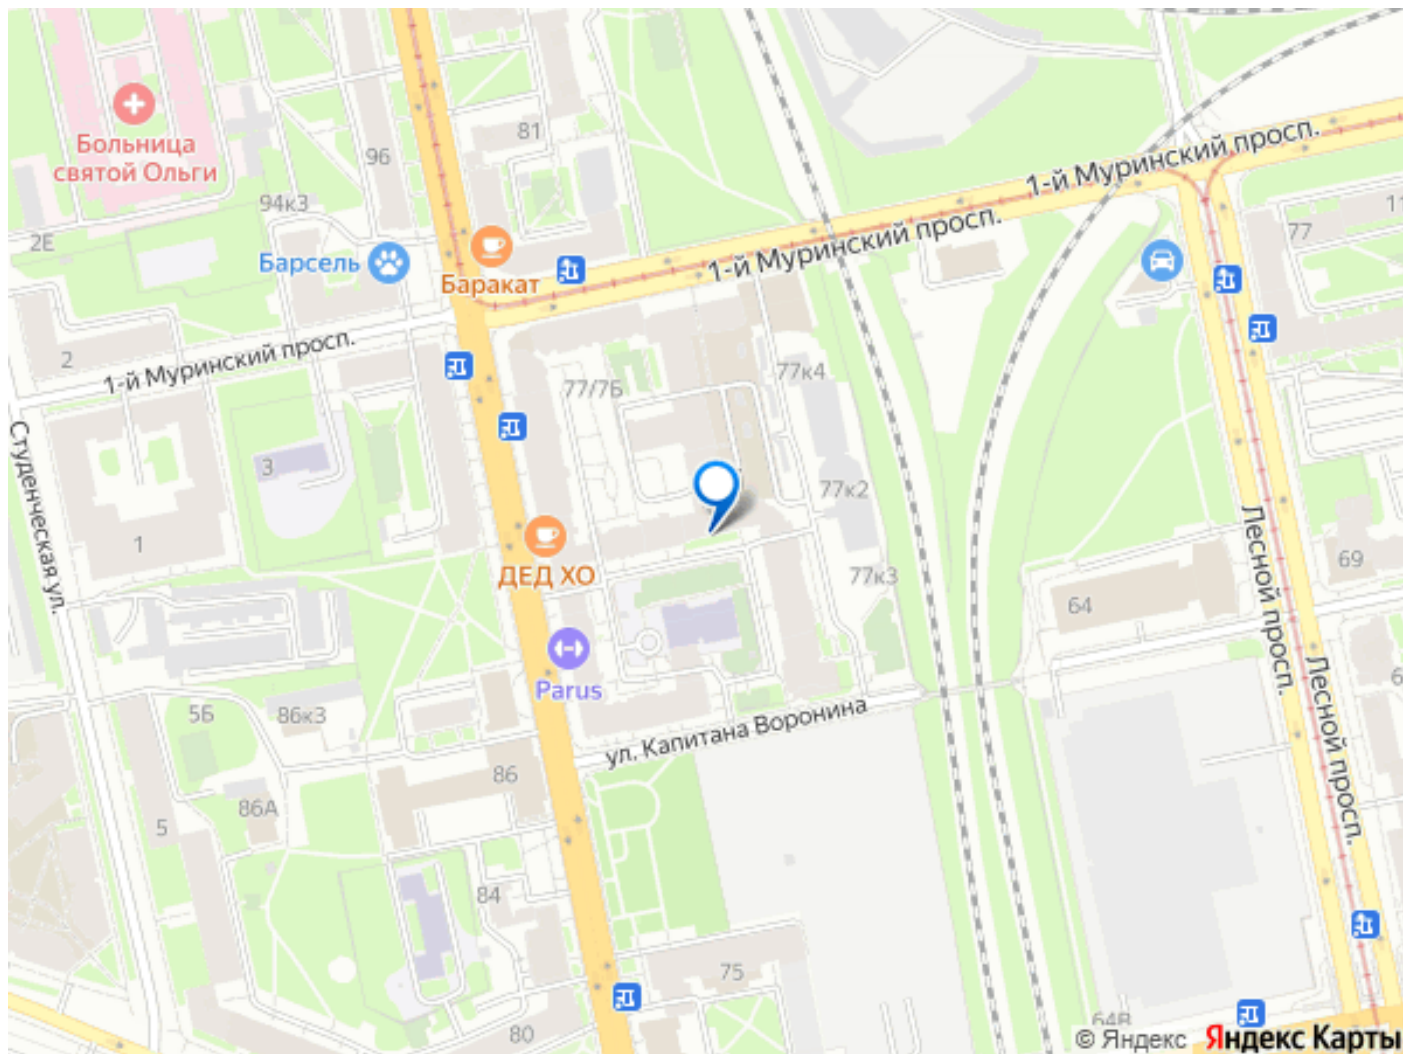 Больница
святой Ольги
81
96
94к3
2Е
Барсель
Баракат
1-й Муринский просп.
1-й Муринский просп.
77
2
1-й Муринский просп.
77/7Б
77к4
Студенческая ул.
3
77к2
1
ДЕД ХО
77к3
Лесной просп.
69
64
Parus
5Б
86к3
ул. Капитана Воронина
Лесной просп.
86
86А
5
84
75
80
64В
© Яндекс Яндекс Карты